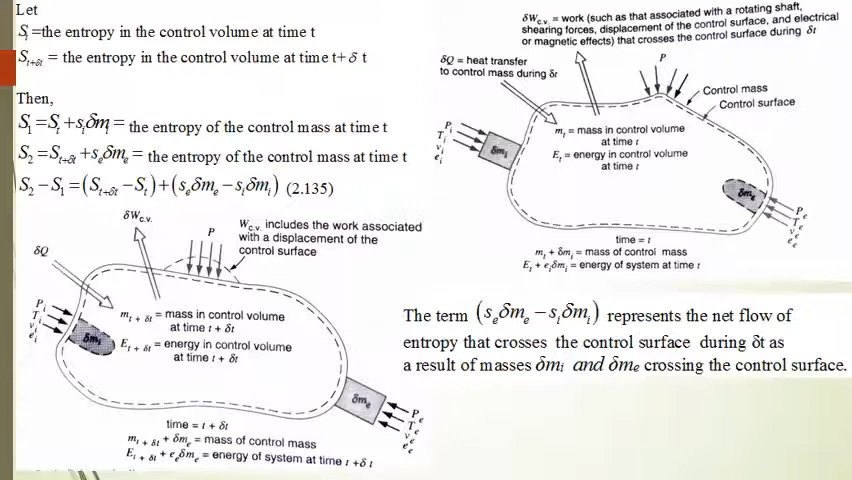 Let
S_t =the entropy in the control volume at time t
S_{t+δt} = the entropy in the control volume at time t+ δ t
Then,
S_1 = S_t + s_i δm_i = the entropy of the control mass at time t
S_2 = S_{t+δt} + s_e δm_e = the entropy of the control mass at time t
S_2 − S_1 = (S_{t+δt} − S_t) + (s_e δm_e − s_i δm_i) (2.135)
δW_{c.v.} = work (such as that associated with a rotating shaft,
shearing forces, displacement of the control surface, and electrical
or magnetic effects) that crosses the control surface during δt
δQ = heat transfer
to control mass during δt
P
Control mass
Control surface
P_i
T_i
v_i
e_i
δm_i
m_t = mass in control volume
at time t
E_t = energy in control volume
at time t
δm_e
P_e
T_e
v_e
e_e
time = t
m_t + δm_i = mass of control mass
E_t + e_i δm_i = energy of system at time t
δW_{c.v.}
P
W_{c.v.} includes the work associated
with a displacement of the
control surface
δQ
P_i
T_i
v_i
e_i
δm_i
m_{t + δt} = mass in control volume
at time t + δt
E_{t + δt} = energy in control volume
at time t + δt
δm_e
P_e
T_e
v_e
e_e
time = t + δt
m_{t + δt} + δm_e = mass of control mass
E_{t + δt} + e_e δm_e = energy of system at time t +δ t
The term (s_e δm_e − s_i δm_i) represents the net flow of
entropy that crosses the control surface during δt as
a result of masses δm_i and δm_e crossing the control surface.